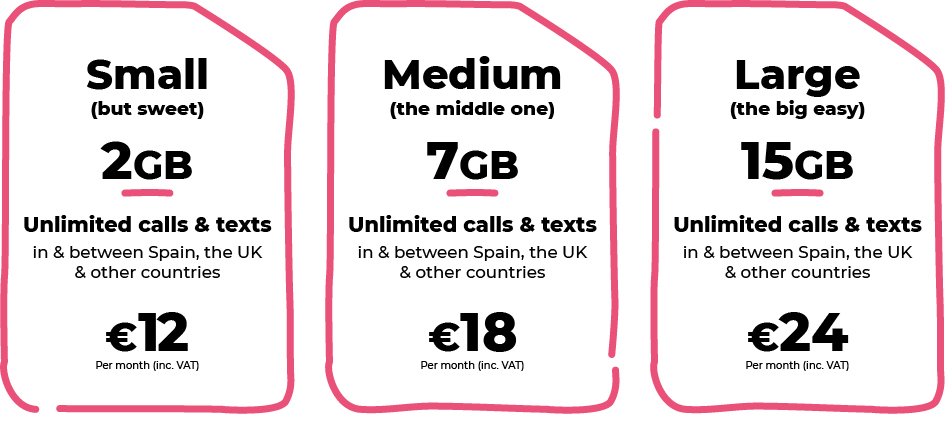 Small
(but sweet)
2GB
Unlimited calls & texts
in & between Spain, the UK
& other countries
€12
Per month (inc. VAT)
Medium
(the middle one)
7GB
Unlimited calls & texts
in & between Spain, the UK
& other countries
€18
Per month (inc. VAT)
Large
(the big easy)
15GB
Unlimited calls & texts
in & between Spain, the UK
& other countries
€24
Per month (inc. VAT)